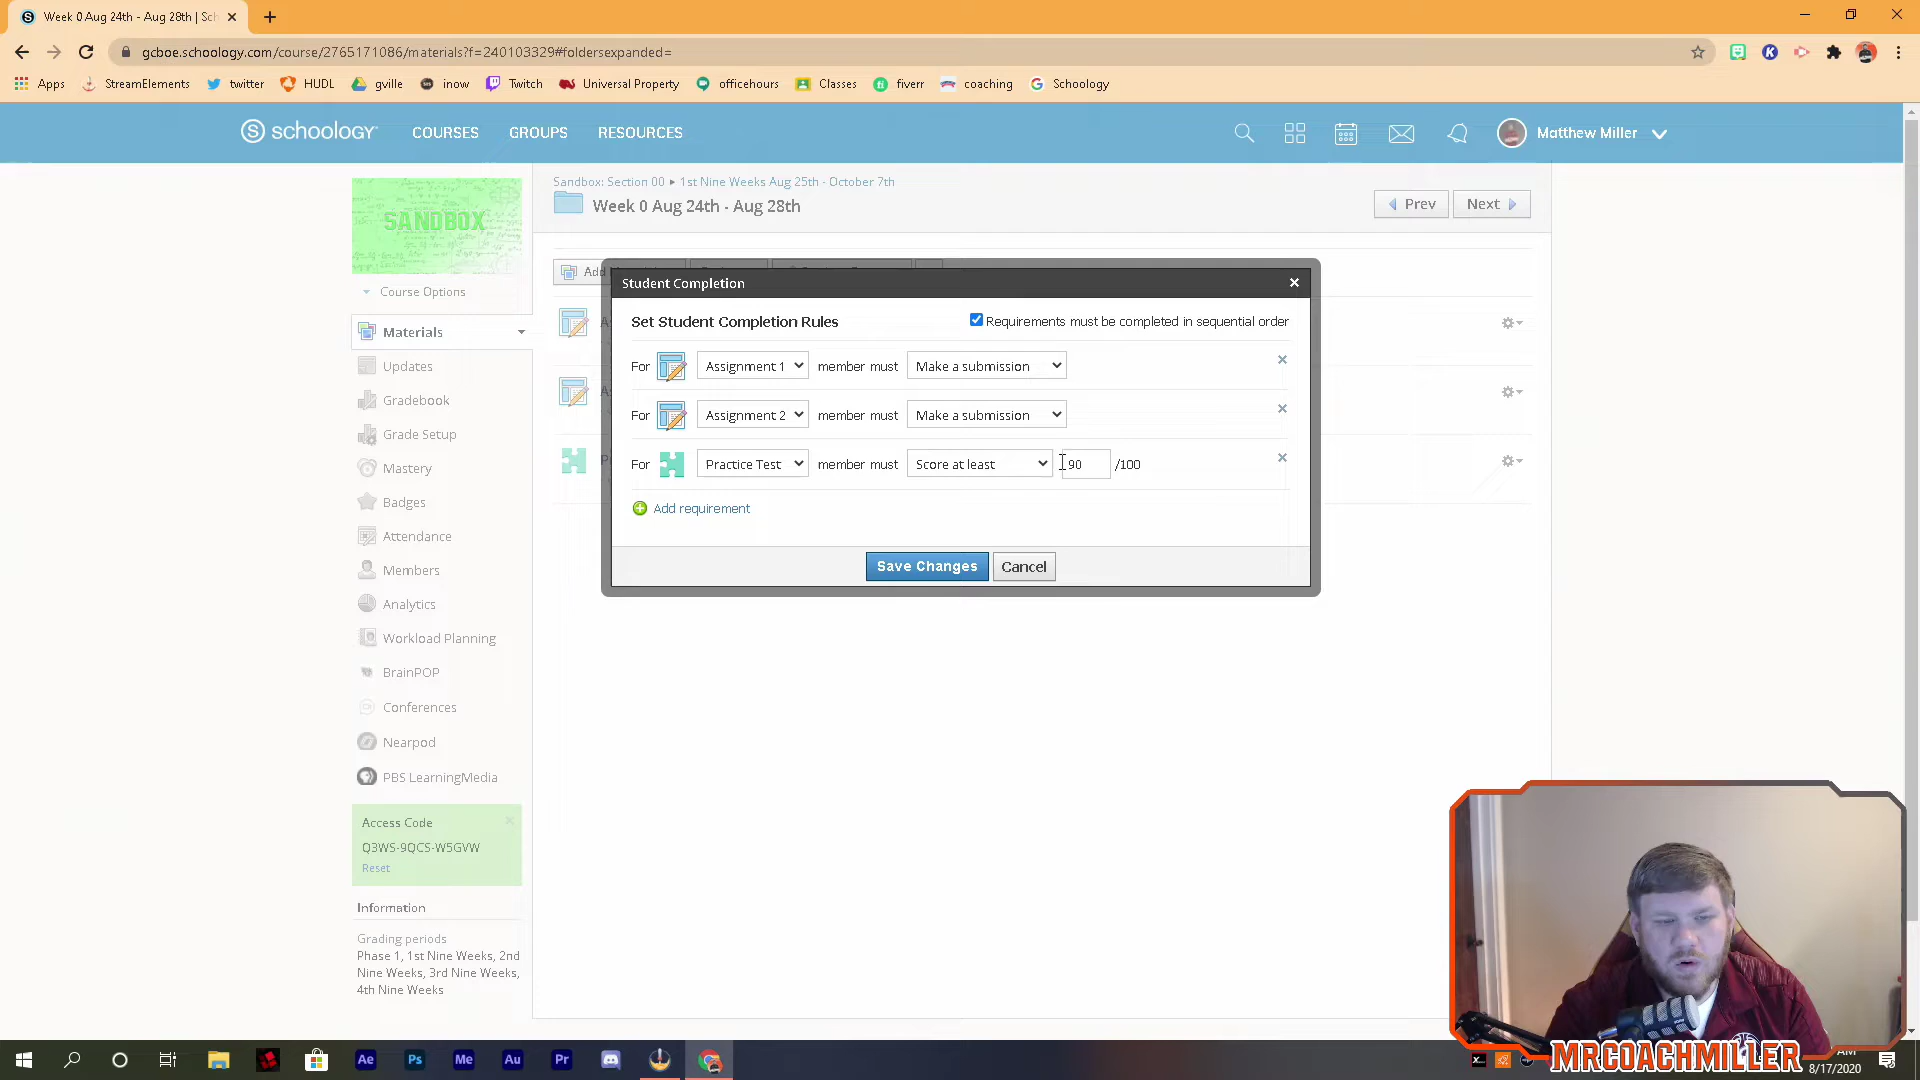 Week 0 Aug 24th - Aug 28th | Sch
gcboe.schoology.com/course/2765171086/materials?f=240103329#foldersexpanded=
Apps StreamElements twitter HUDL gville inow Twitch Universal Property officehours Classes fiverr coaching Schoology
S schoology COURSES GROUPS RESOURCES Matthew Miller
SANDBOX
Sandbox: Section 00 ▸ 1st Nine Weeks Aug 25th - October 7th
Week 0 Aug 24th - Aug 28th
Prev Next
Course Options
Add
Student Completion
Set Student Completion Rules
Requirements must be completed in sequential order
For Assignment 1 member must Make a submission
For Assignment 2 member must Make a submission
For Practice Test member must Score at least 90 /100
Add requirement
Save Changes Cancel
Materials
Updates
Gradebook
Grade Setup
Mastery
Badges
Attendance
Members
Analytics
Workload Planning
BrainPOP
Conferences
Nearpod
PBS LearningMedia
Access Code
Q3WS-9QCS-W5GVW
Reset
Information
Grading periods
Phase 1, 1st Nine Weeks, 2nd
Nine Weeks, 3rd Nine Weeks,
4th Nine Weeks
MRCOACHMILLER
Ae Ps Me Au Pr
AM
8/17/2020